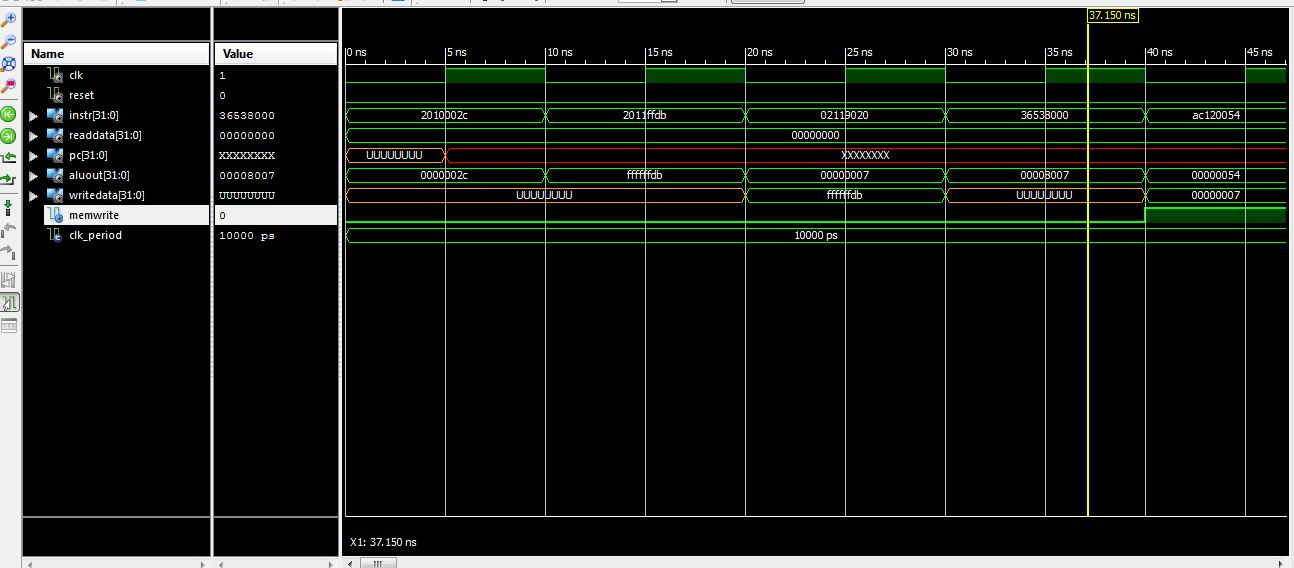 37.150 ns
Name Value
0 ns 5 ns 10 ns 15 ns 20 ns 25 ns 30 ns 35 ns 40 ns 45 ns
clk 1
reset 0
instr[31:0] 36538000 2010002c 2011ffdb 02119020 36538000 ac120054
readdata[31:0] 00000000 00000000
pc[31:0] XXXXXXXX UUUUUUUU XXXXXXXX
aluout[31:0] 00008007 0000002c ffffffdb 00000007 00008007 00000054
writedata[31:0] UUUUUUUU UUUUUUUU ffffffdb UUUUUUUU 00000007
memwrite 0
clk_period 10000 ps 10000 ps
X1: 37.150 ns